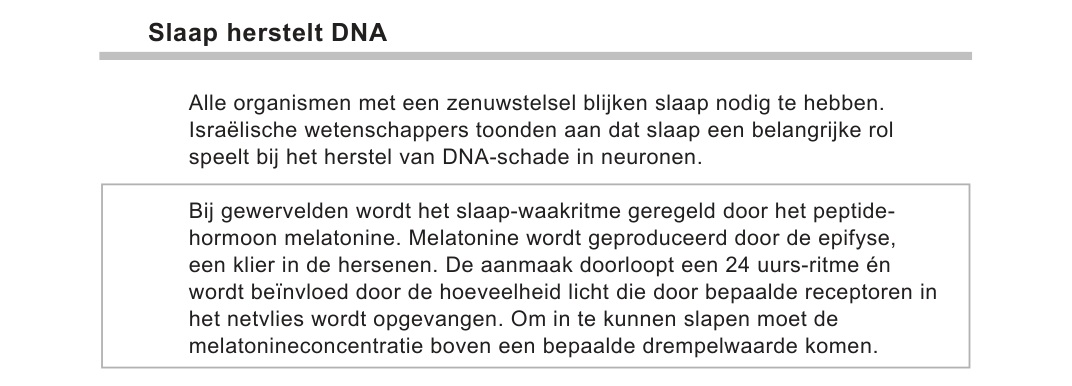 Slaap herstelt DNA
Alle organismen met een zenuwstelsel blijken slaap nodig te hebben.
Israëlische wetenschappers toonden aan dat slaap een belangrijke rol
speelt bij het herstel van DNA-schade in neuronen.
Bij gewervelden wordt het slaap-waakritme geregeld door het peptide-
hormoon melatonine. Melatonine wordt geproduceerd door de epifyse,
een klier in de hersenen. De aanmaak doorloopt een 24 uurs-ritme én
wordt beïnvloed door de hoeveelheid licht die door bepaalde receptoren in
het netvlies wordt opgevangen. Om in te kunnen slapen moet de
melatonineconcentratie boven een bepaalde drempelwaarde komen.